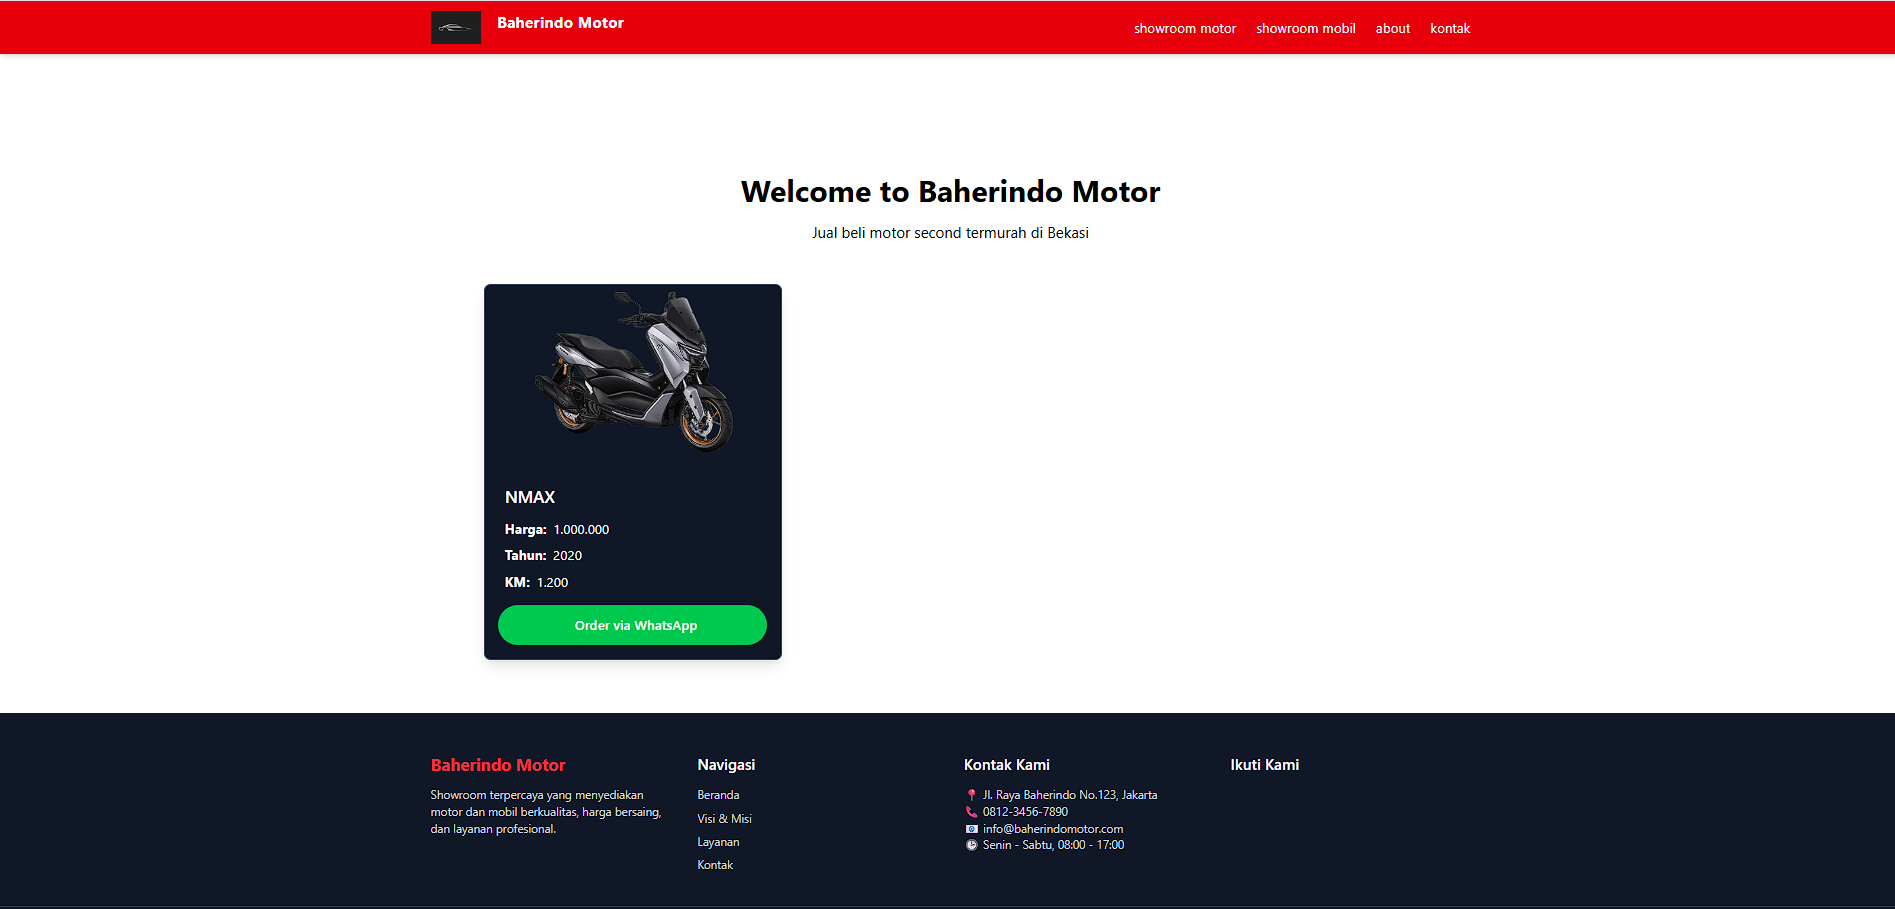 Baherindo Motor
showroom motor showroom mobil about kontak
Welcome to Baherindo Motor
Jual beli motor second termurah di Bekasi
NMAX
Harga: 1.000.000
Tahun: 2020
KM: 1.200
Order via WhatsApp
Baherindo Motor
Showroom terpercaya yang menyediakan
motor dan mobil berkualitas, harga bersaing,
dan layanan profesional.
Navigasi
Beranda
Visi & Misi
Layanan
Kontak
Kontak Kami
📍 Jl. Raya Baherindo No.123, Jakarta
📞 0812-3456-7890
📧 info@baherindomotor.com
🕒 Senin - Sabtu, 08:00 - 17:00
Ikuti Kami